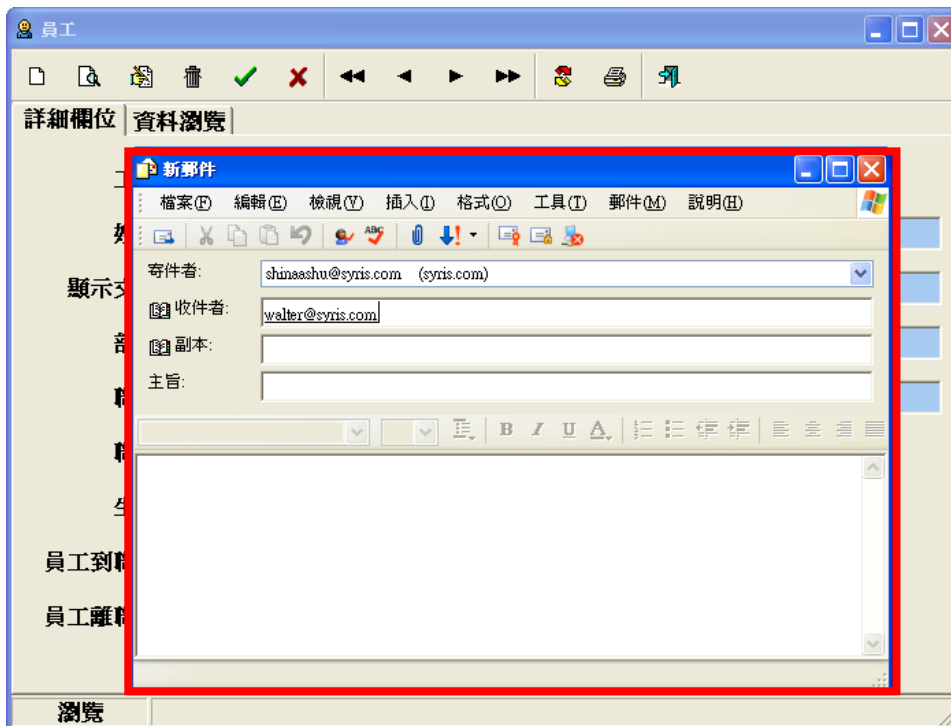 員工
詳細欄位 資料瀏覽
新郵件
檔案(F) 編輯(E) 檢視(V) 插入(I) 格式(O) 工具(T) 郵件(M) 說明(H)
ABC
寄件者: shinaashu@syris.com (syris.com)
收件者: walter@syris.com
顯示
副本:
主旨:
B I U A
員工到
員工離
瀏覽